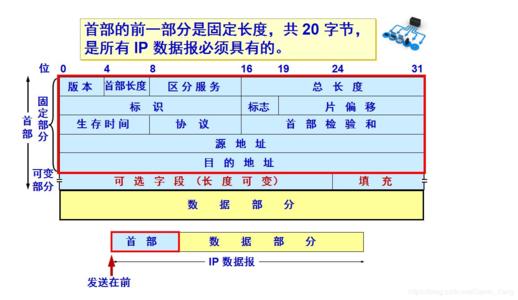 首部的前一部分是固定长度，共 20 字节，
是所有 IP 数据报必须具有的。
位 0 4 8 16 19 24 31
版本 首部长度 区分服务 总长度
标识 标志 片偏移
生存时间 协议 首部检验和
源地址
目的地址
可选字段（长度可变） 填充
数据部分
首部
固定部分
可变部分
首部 数据部分
IP 数据报
发送在前